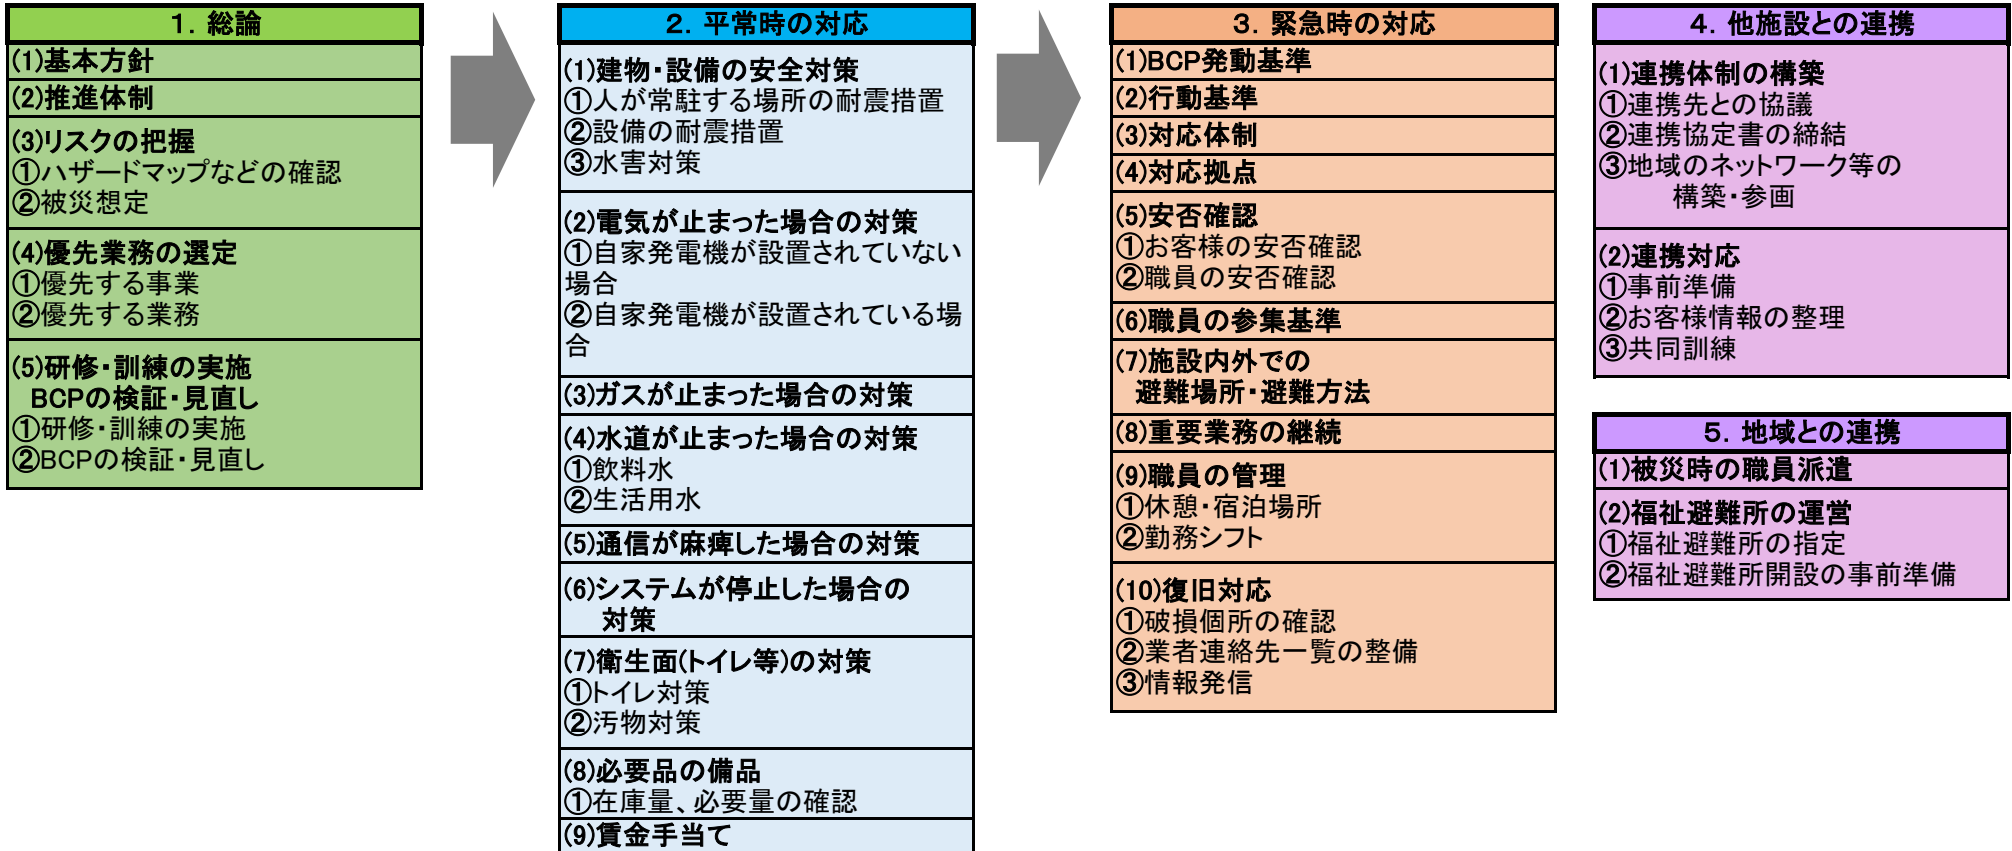 1．総論
(1)基本方針
(2)推進体制
(3)リスクの把握
①ハザードマップなどの確認
②被災想定
(4)優先業務の選定
①優先する事業
②優先する業務
(5)研修・訓練の実施
BCPの検証・見直し
①研修・訓練の実施
②BCPの検証・見直し
2．平常時の対応
(1)建物・設備の安全対策
①人が常駐する場所の耐震措置
②設備の耐震措置
③水害対策
(2)電気が止まった場合の対策
①自家発電機が設置されていない
場合
②自家発電機が設置されている場
合
(3)ガスが止まった場合の対策
(4)水道が止まった場合の対策
①飲料水
②生活用水
(5)通信が麻痺した場合の対策
(6)システムが停止した場合の
対策
(7)衛生面(トイレ等)の対策
①トイレ対策
②汚物対策
(8)必要品の備品
①在庫量、必要量の確認
(9)賃金手当て
3．緊急時の対応
(1)BCP発動基準
(2)行動基準
(3)対応体制
(4)対応拠点
(5)安否確認
①お客様の安否確認
②職員の安否確認
(6)職員の参集基準
(7)施設内外での
避難場所・避難方法
(8)重要業務の継続
(9)職員の管理
①休憩・宿泊場所
②勤務シフト
(10)復旧対応
①破損個所の確認
②業者連絡先一覧の整備
③情報発信
4．他施設との連携
(1)連携体制の構築
①連携先との協議
②連携協定書の締結
③地域のネットワーク等の
構築・参画
(2)連携対応
①事前準備
②お客様情報の整理
③共同訓練
5．地域との連携
(1)被災時の職員派遣
(2)福祉避難所の運営
①福祉避難所の指定
②福祉避難所開設の事前準備